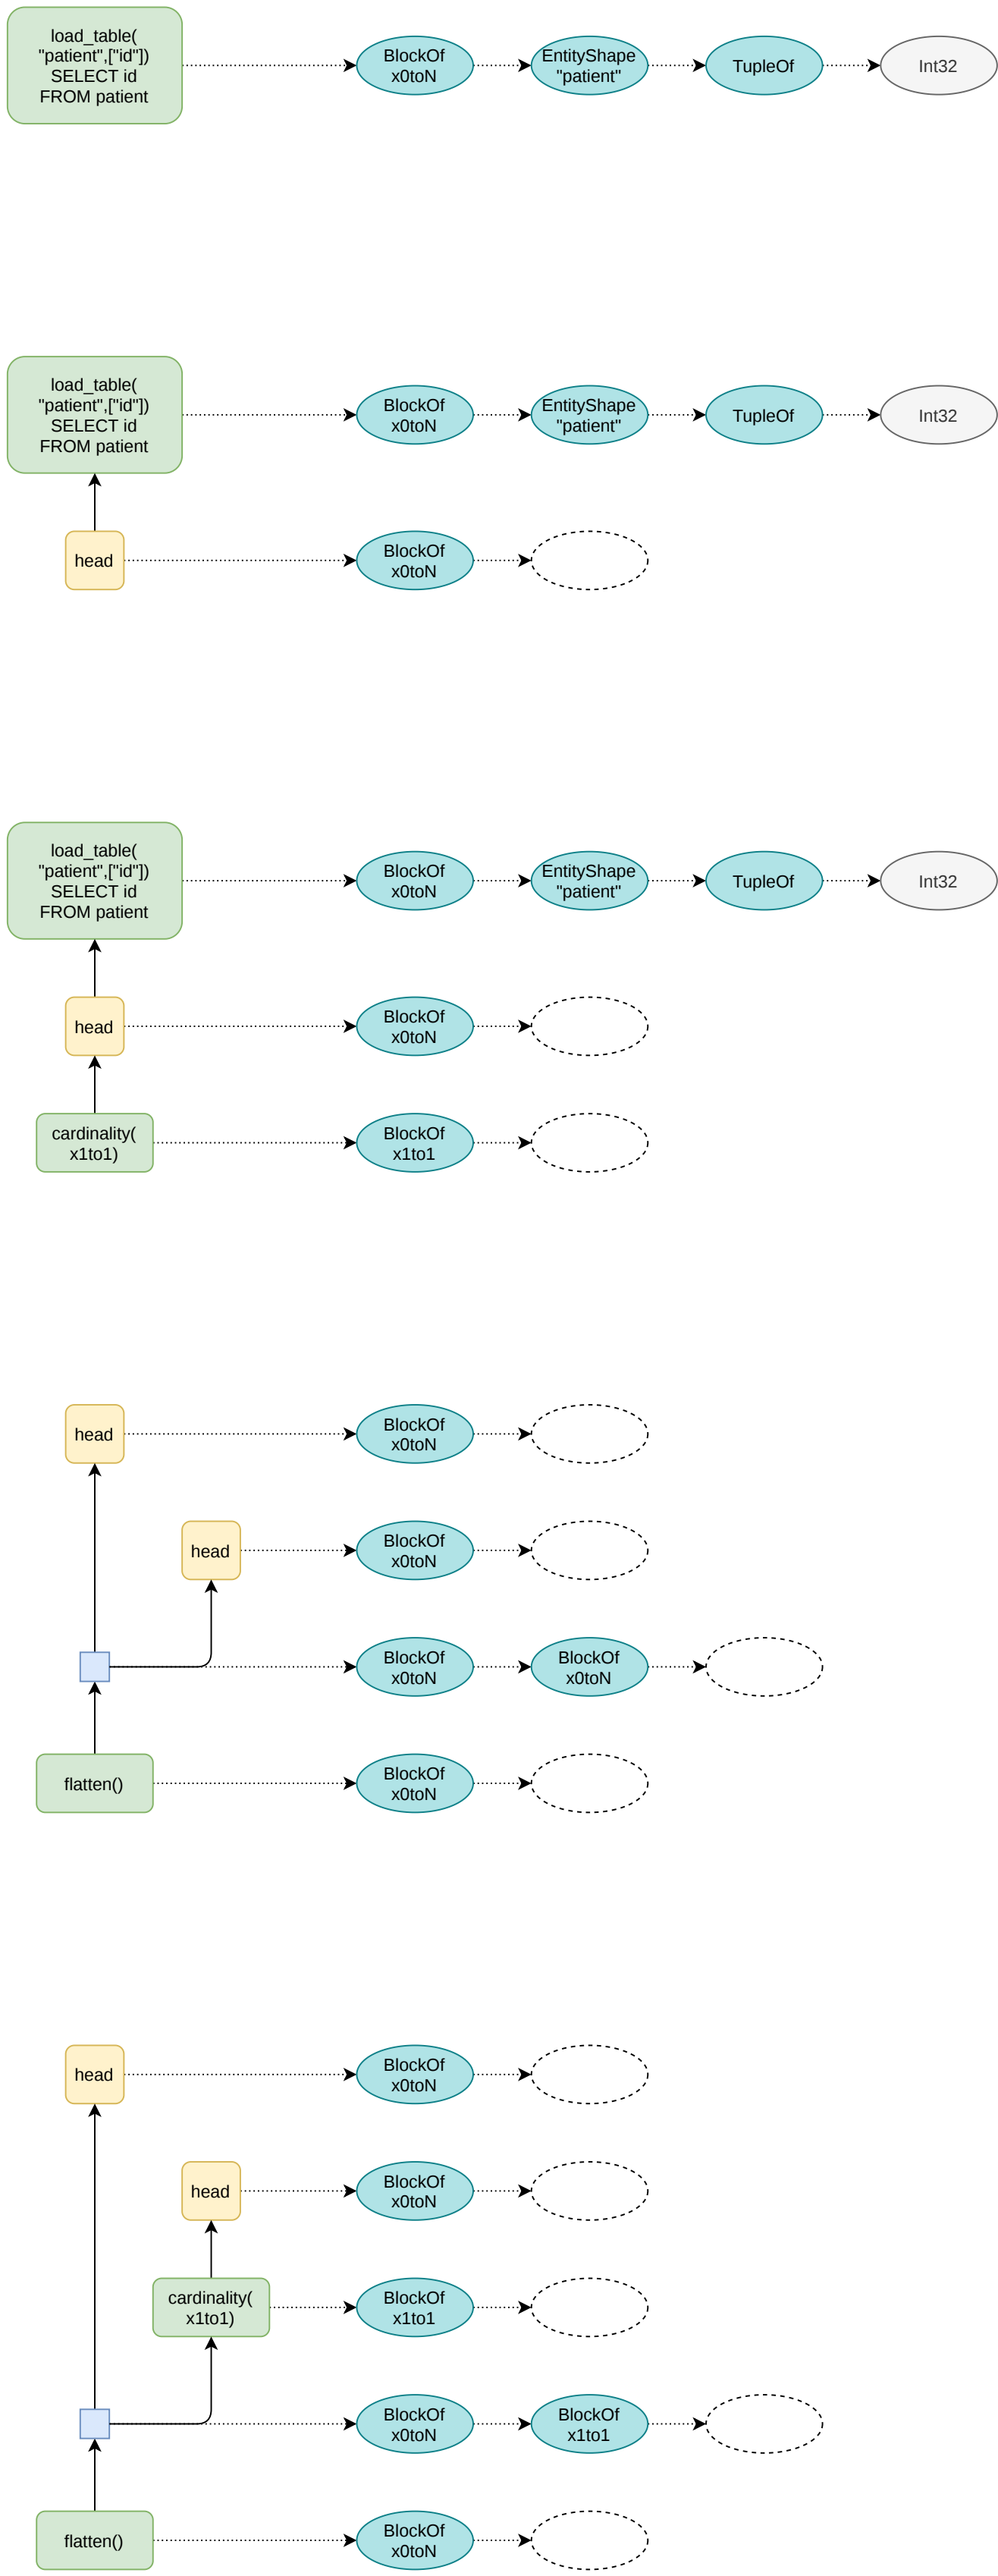 load_table(
"patient",["id"])
SELECT id
FROM patient
BlockOf
x0toN
EntityShape
"patient"
TupleOf
Int32
load_table(
"patient",["id"])
SELECT id
FROM patient
BlockOf
x0toN
EntityShape
"patient"
TupleOf
Int32
head
BlockOf
x0toN
load_table(
"patient",["id"])
SELECT id
FROM patient
BlockOf
x0toN
EntityShape
"patient"
TupleOf
Int32
head
BlockOf
x0toN
cardinality(
x1to1)
BlockOf
x1to1
head
BlockOf
x0toN
head
BlockOf
x0toN
BlockOf
x0toN
BlockOf
x0toN
flatten()
BlockOf
x0toN
head
BlockOf
x0toN
head
BlockOf
x0toN
cardinality(
x1to1)
BlockOf
x1to1
BlockOf
x0toN
BlockOf
x1to1
flatten()
BlockOf
x0toN